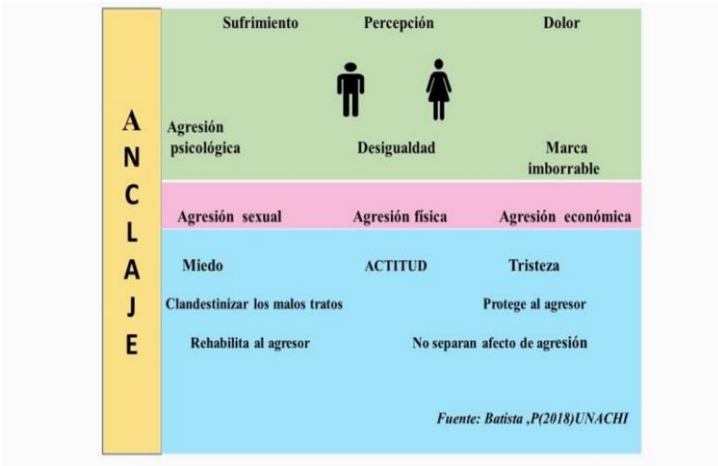 ANCLAJE
Sufrimiento Percepción Dolor
Agresión
psicológica Desigualdad Marca
imborrable
Agresión sexual Agresión física Agresión económica
Miedo ACTITUD Tristeza
Clandestinizar los malos tratos Protege al agresor
Rehabilita al agresor No separan afecto de agresión
Fuente: Batista ,P(2018)UNACHI